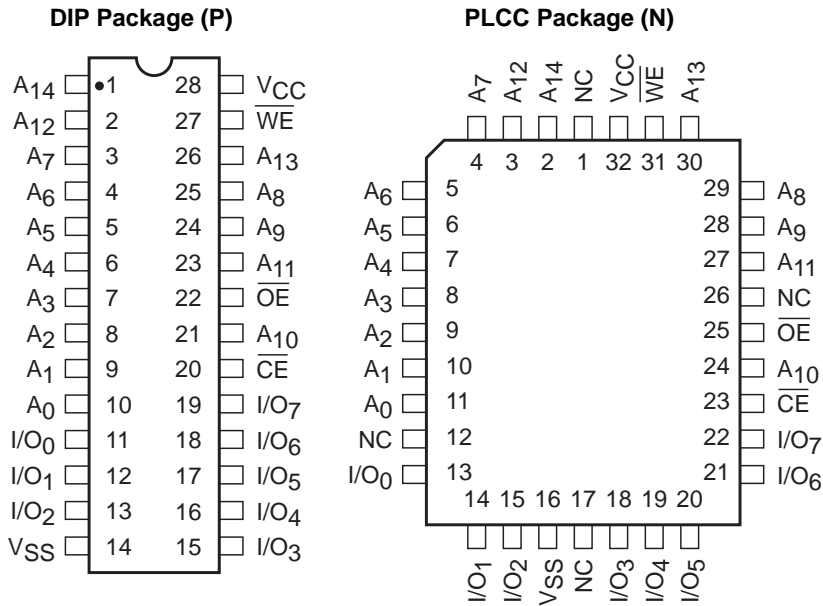 DIP Package (P)
A14 1 28 VCC
A12 2 27 WE
A7 3 26 A13
A6 4 25 A8
A5 5 24 A9
A4 6 23 A11
A3 7 22 OE
A2 8 21 A10
A1 9 20 CE
A0 10 19 I/O7
I/O0 11 18 I/O6
I/O1 12 17 I/O5
I/O2 13 16 I/O4
VSS 14 15 I/O3
PLCC Package (N)
A7 A12 A14 NC VCC WE A13
4 3 2 1 32 31 30
A6 5 29 A8
A5 6 28 A9
A4 7 27 A11
A3 8 26 NC
A2 9 25 OE
A1 10 24 A10
A0 11 23 CE
NC 12 22 I/O7
I/O0 13 21 I/O6
14 15 16 17 18 19 20
I/O1 I/O2 VSS NC I/O3 I/O4 I/O5